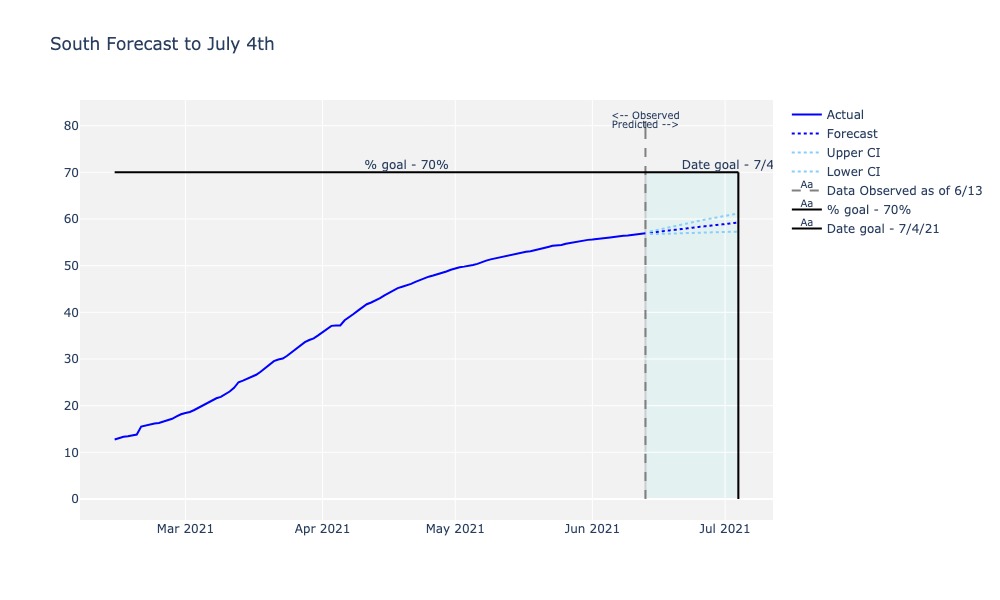 South Forecast to July 4th
<-- Observed
Predicted -->
% goal - 70%
Date goal - 7/4
80
70
60
50
40
30
20
10
0
Mar 2021
Apr 2021
May 2021
Jun 2021
Jul 2021
Actual
Forecast
Upper CI
Lower CI
Aa
Data Observed as of 6/13
Aa
% goal - 70%
Aa
Date goal - 7/4/21